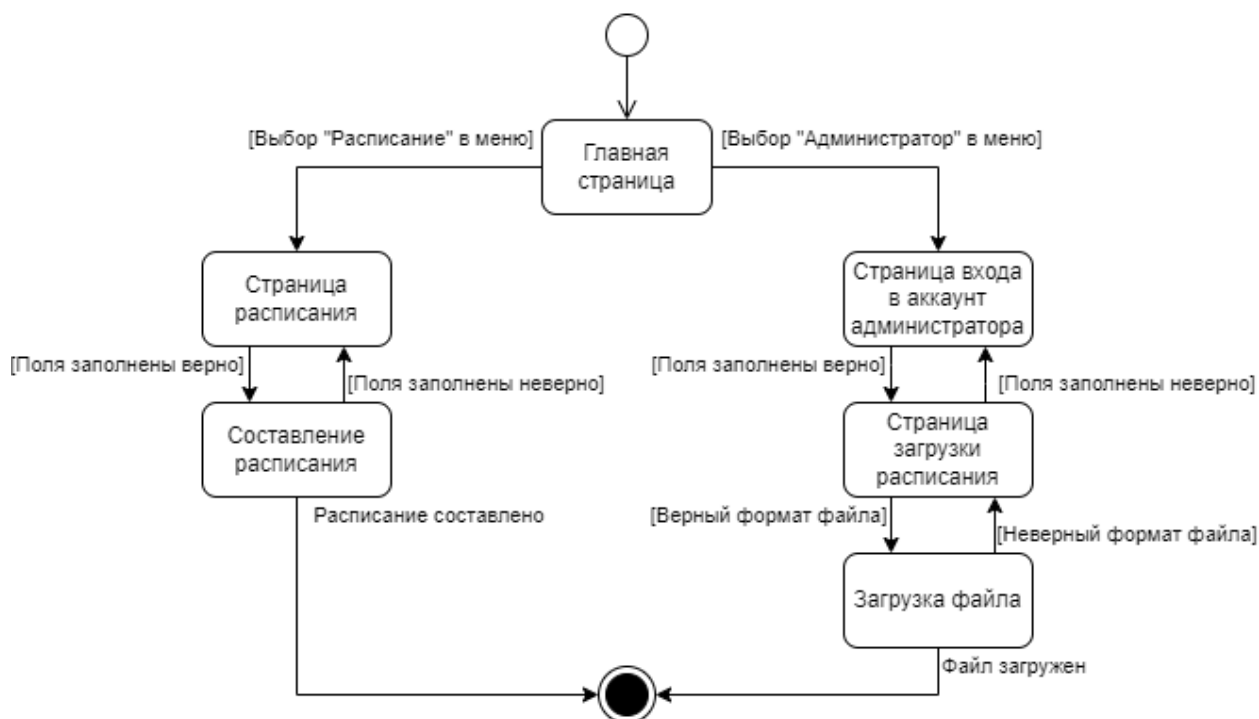 [Выбор "Расписание" в меню]
Главная
страница
[Выбор "Администратор" в меню]
Страница
расписания
Страница входа
в аккаунт
администратора
[Поля заполнены верно]
[Поля заполнены неверно]
[Поля заполнены верно]
[Поля заполнены неверно]
Составление
расписания
Страница
загрузки
расписания
Расписание составлено
[Верный формат файла]
[Неверный формат файла]
Загрузка файла
Файл загружен